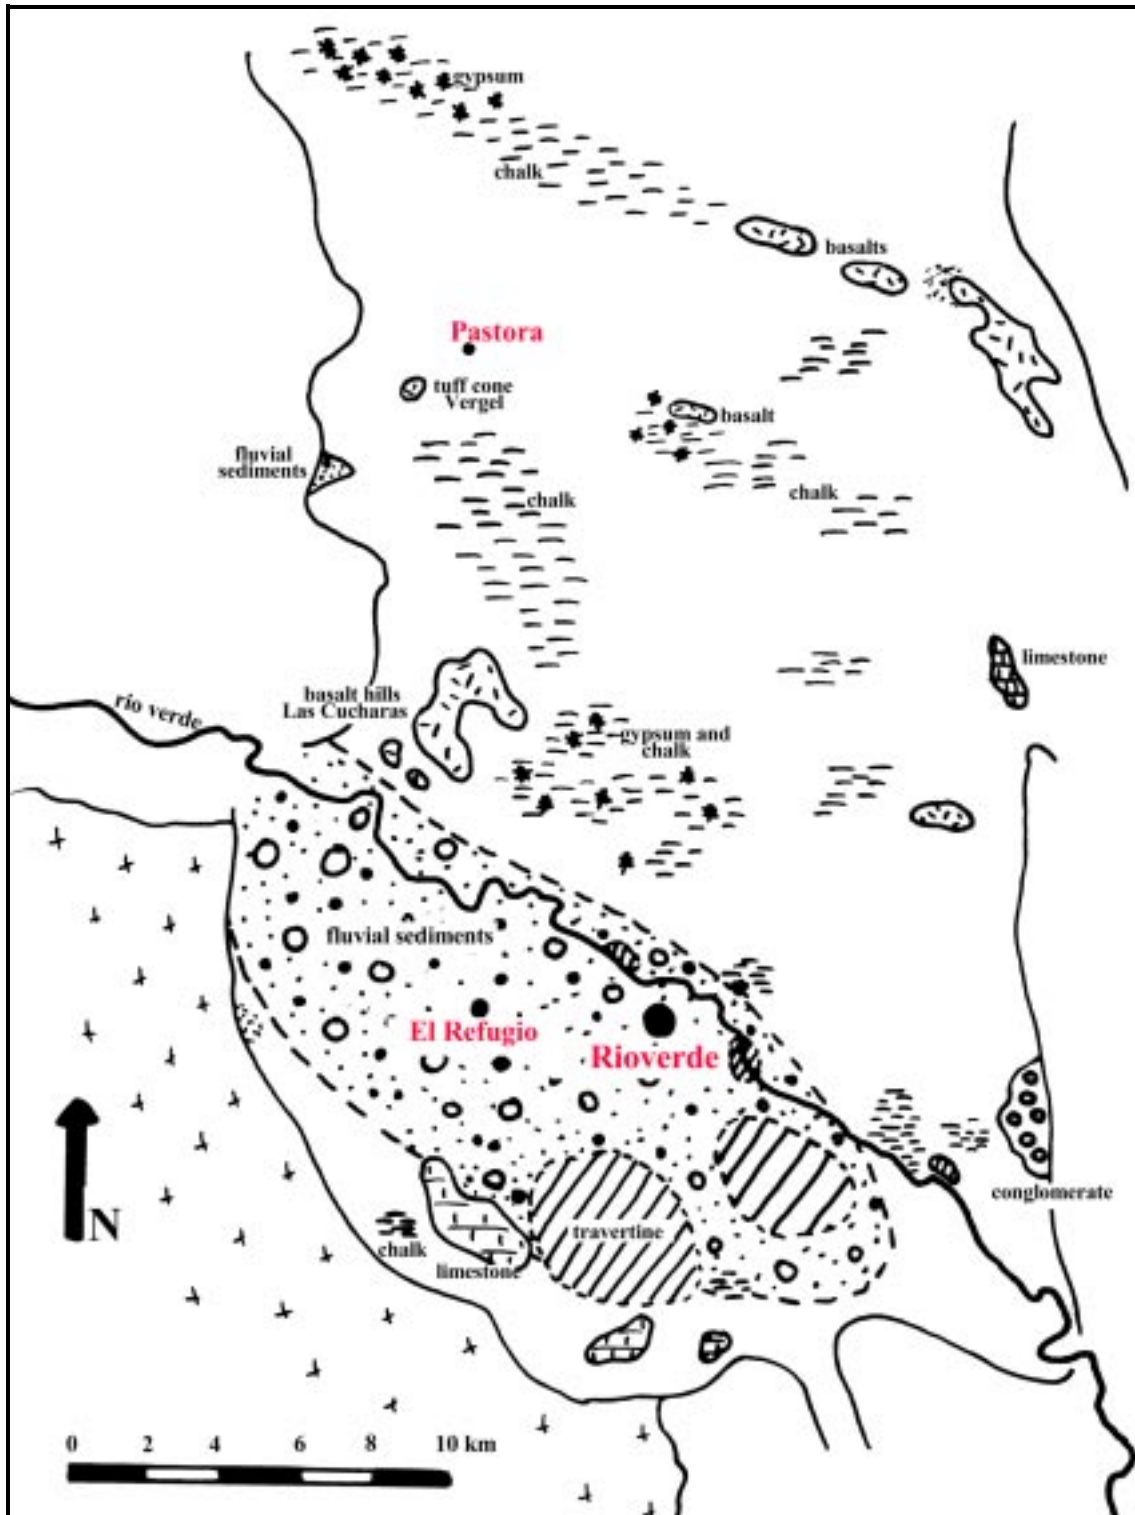 gypsum
chalk
basalts
Pastora
tuff cone
Vergel
basalt
fluvial
sediments
chalk
chalk
limestone
basalt hills
Las Cucharas
río verde
gypsum and
chalk
fluvial sediments
El Refugio
Rioverde
conglomerate
N
travertine
chalk
limestone
0 2 4 6 8 10 km